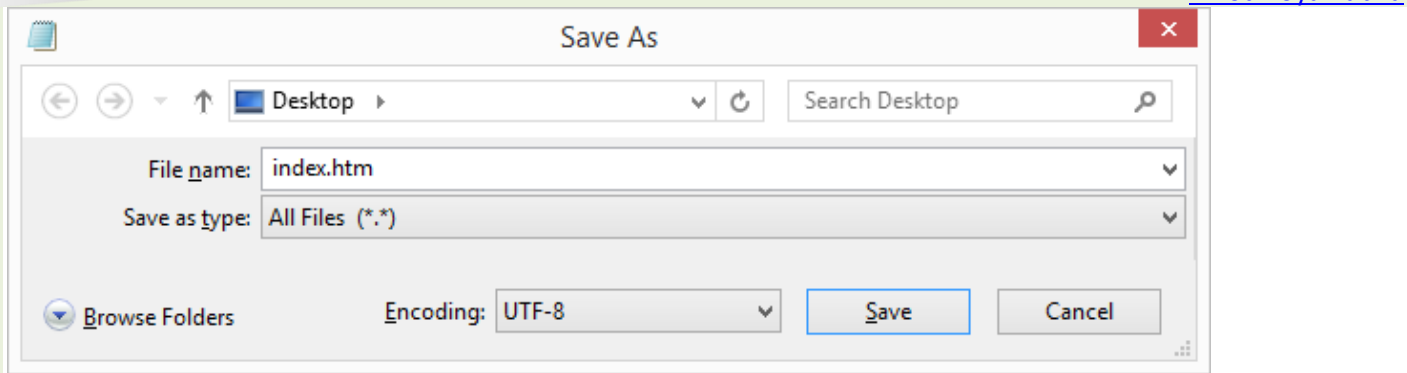 Save As
Desktop
Search Desktop
File name: index.htm
Save as type: All Files (*.*)
Browse Folders Encoding: UTF-8 Save Cancel